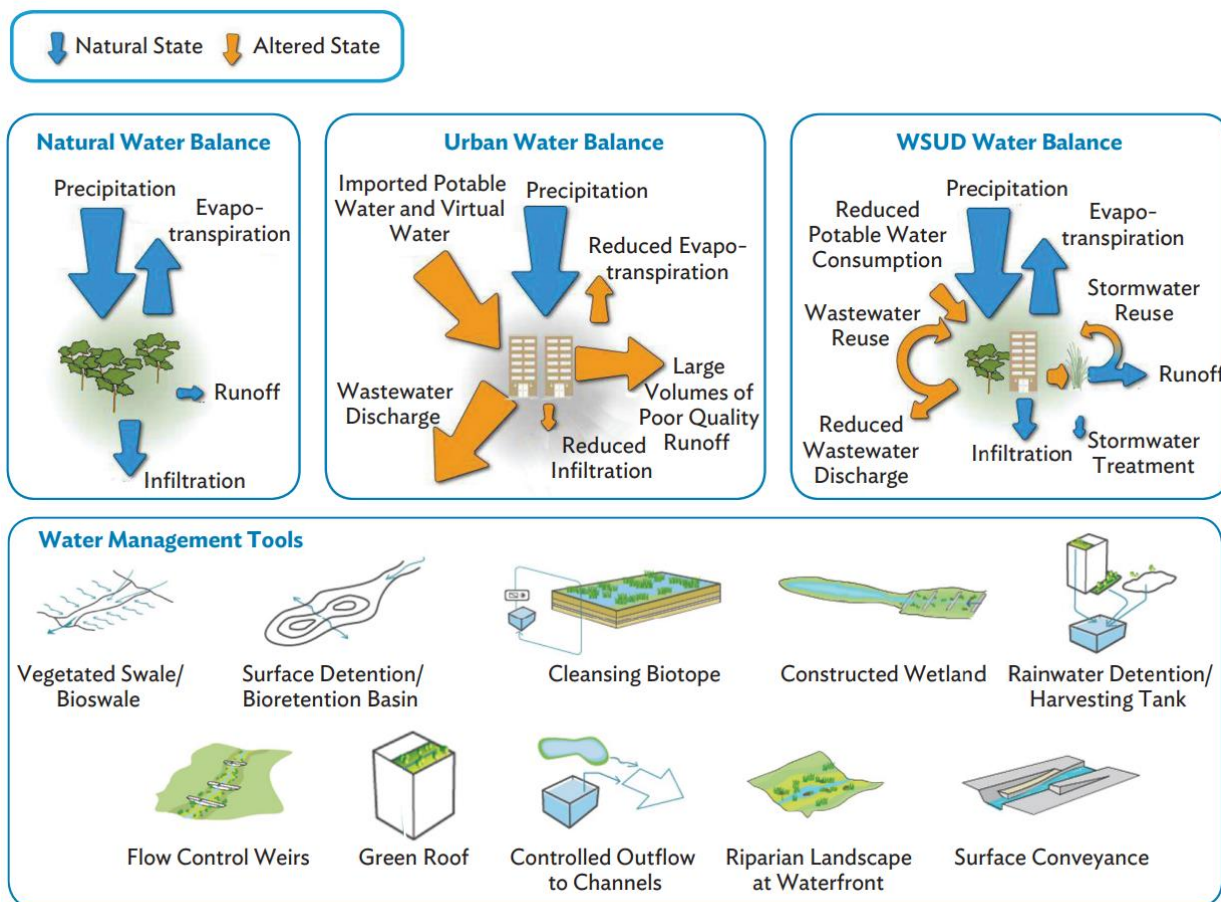 Natural State
Altered State
Natural Water Balance
Precipitation
Evapo-
transpiration
Runoff
Infiltration
Urban Water Balance
Imported Potable
Water and Virtual
Water
Precipitation
Reduced Evapo-
transpiration
Wastewater
Discharge
Large
Volumes of
Poor Quality
Runoff
Reduced
Infiltration
WSUD Water Balance
Precipitation
Reduced
Potable Water
Consumption
Evapo-
transpiration
Wastewater
Reuse
Stormwater
Reuse
Runoff
Reduced
Wastewater
Discharge
Infiltration
Stormwater
Treatment
Water Management Tools
Vegetated Swale/
Bioswale
Surface Detention/
Bioretention Basin
Cleansing Biotope
Constructed Wetland
Rainwater Detention/
Harvesting Tank
Flow Control Weirs
Green Roof
Controlled Outflow
to Channels
Riparian Landscape
at Waterfront
Surface Conveyance